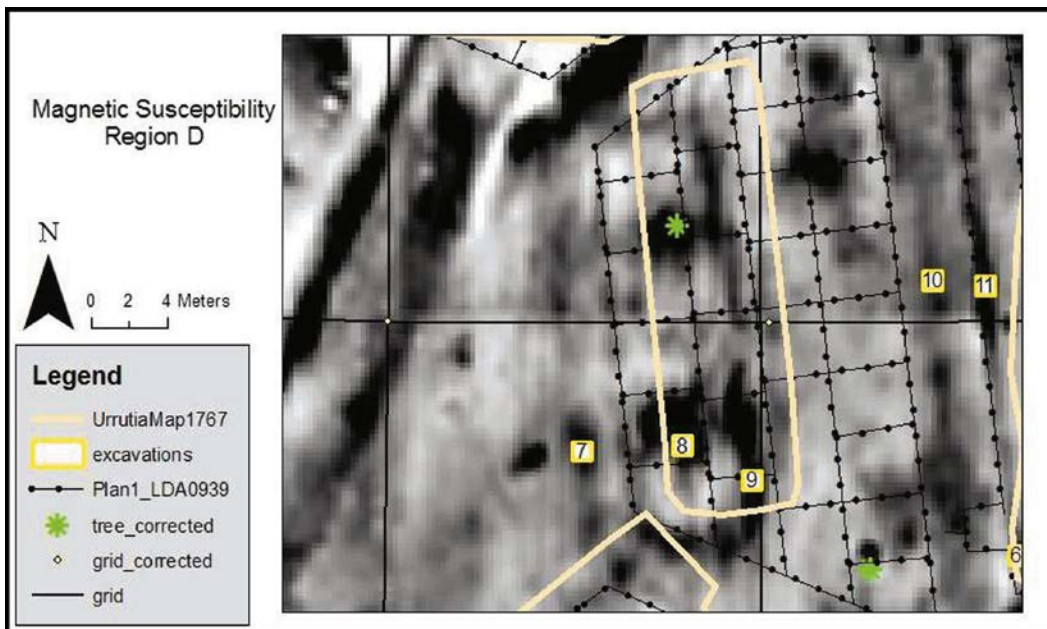 Magnetic Susceptibility
Region D
N
0 2 4 Meters
Legend
UrrutiaMap1767
excavations
Plan1_LDA0939
tree_corrected
grid_corrected
grid
10
11
7
8
9
6